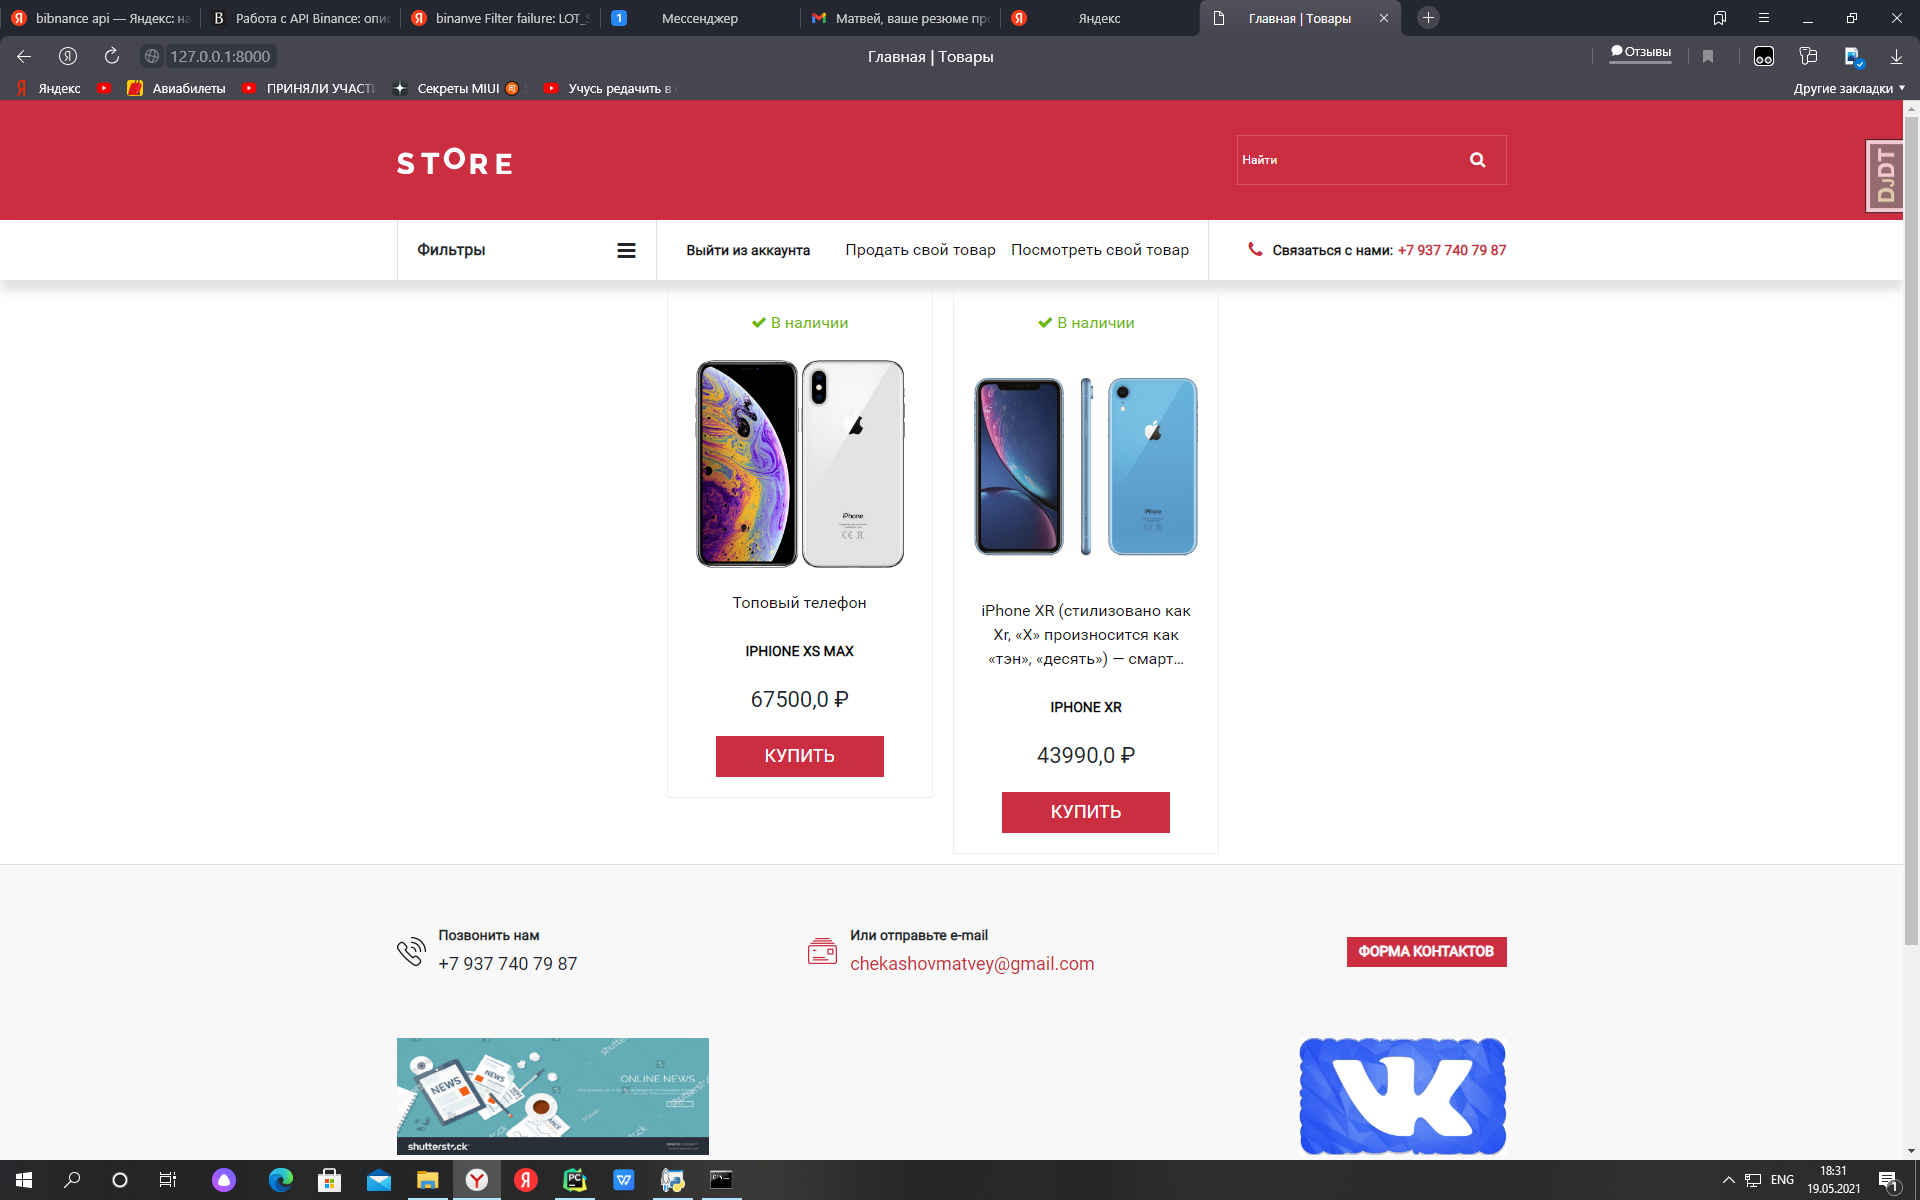 bibnance api — Яндекс: на
Работа с API Binance: опис
binanve Filter failure: LOT_S
1
Мессенджер
Матвей, ваше резюме пр
Яндекс
Главная | Товары
127.0.0.1:8000
Главная | Товары
Отзывы
Яндекс
Авиабилеты
ПРИНЯЛИ УЧАСТИ
Секреты MIUI
Учусь редачить в
Другие закладки
STORE
Найти
DJDT
Фильтры
Выйти из аккаунта
Продать свой товар
Посмотреть свой товар
Связаться с нами: +7 937 740 79 87
В наличии
iPhone
Топовый телефон
IPHIONE XS MAX
67500,0 ₽
КУПИТЬ
В наличии
iPhone
iPhone XR (стилизовано как
Xr, «X» произносится как
«тэн», «десять») — смарт...
IPHONE XR
43990,0 ₽
КУПИТЬ
Позвонить нам
+7 937 740 79 87
Или отправьте e-mail
chekashovmatvey@gmail.com
ФОРМА КОНТАКТОВ
NEWS
NEWS
ONLINE NEWS
shutterstock
VK
ENG
18:31
19.05.2021
1